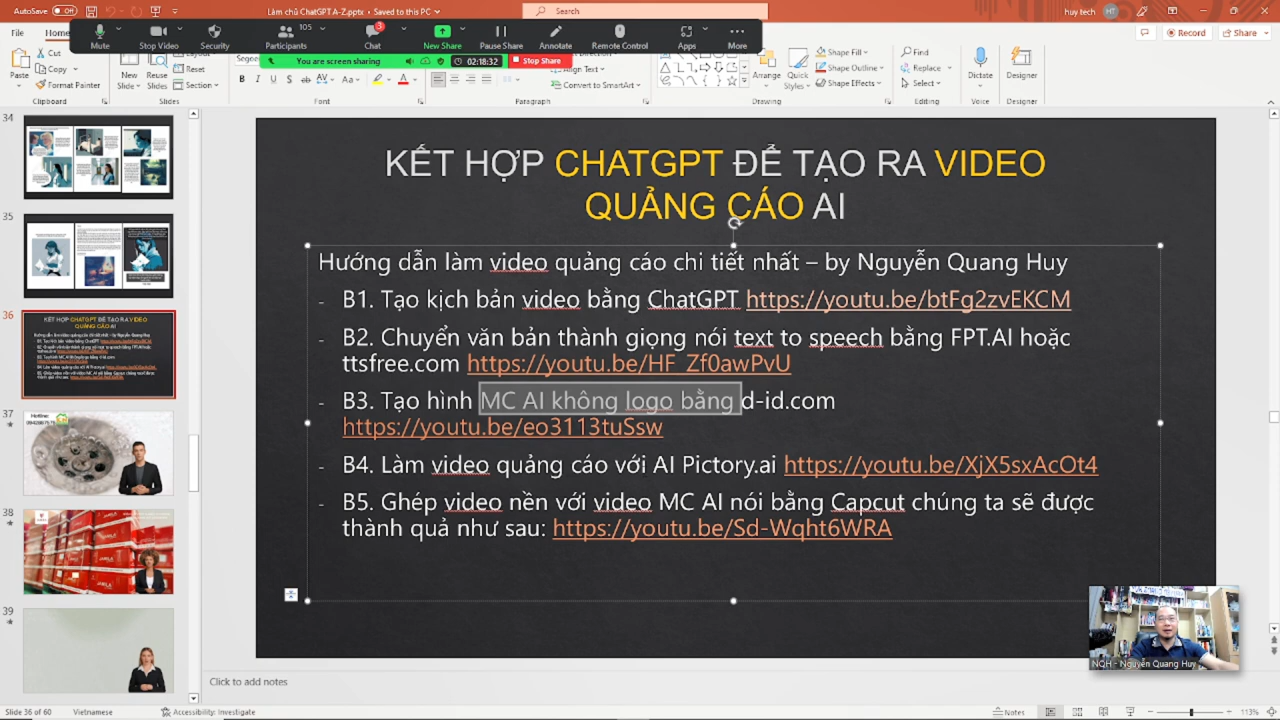 AutoSave Off
Làm chủ ChatGPT A-Z.pptx • Saved to this PC
Search
huy tech HT
File Home
Mute Stop Video Security Participants 105 Chat 3 New Share Pause Share Annotate Remote Control Apps More
Record Share
You are screen sharing 02:18:32 Stop Share
Paste Cut Copy Format Painter
New Slide Reuse Slides Layout Reset Section
Align Text
Convert to SmartArt
Arrange Quick Styles Shape Fill Shape Outline Shape Effects
Find Replace Select
Dictate Designer
Clipboard Slides Font Paragraph Drawing Editing Voice Designer
34
35
36
37
38
39
KẾT HỢP CHATGPT ĐỂ TẠO RA VIDEO
QUẢNG CÁO AI
Hướng dẫn làm video quảng cáo chi tiết nhất – by Nguyễn Quang Huy
- B1. Tạo kịch bản video bằng ChatGPT https://youtu.be/btFg2zvEKCM
- B2. Chuyển văn bản thanh giọng nói text to speech bằng FPT.AI hoặc
ttsfree.com https://youtu.be/HF_Zf0awPvU
- B3. Tạo hình MC AI không logo bằng d-id.com
https://youtu.be/eo3113tuSsw
- B4. Làm video quảng cáo với AI Pictory.ai https://youtu.be/XjX5sxAcOt4
- B5. Ghép video nền với video MC AI nói bằng Capcut chúng ta sẽ được
thành quả như sau: https://youtu.be/Sd-Wqht6WRA
NQH - Nguyễn Quang Huy
Click to add notes
Slide 36 of 60 Vietnamese Accessibility: Investigate Notes 113%